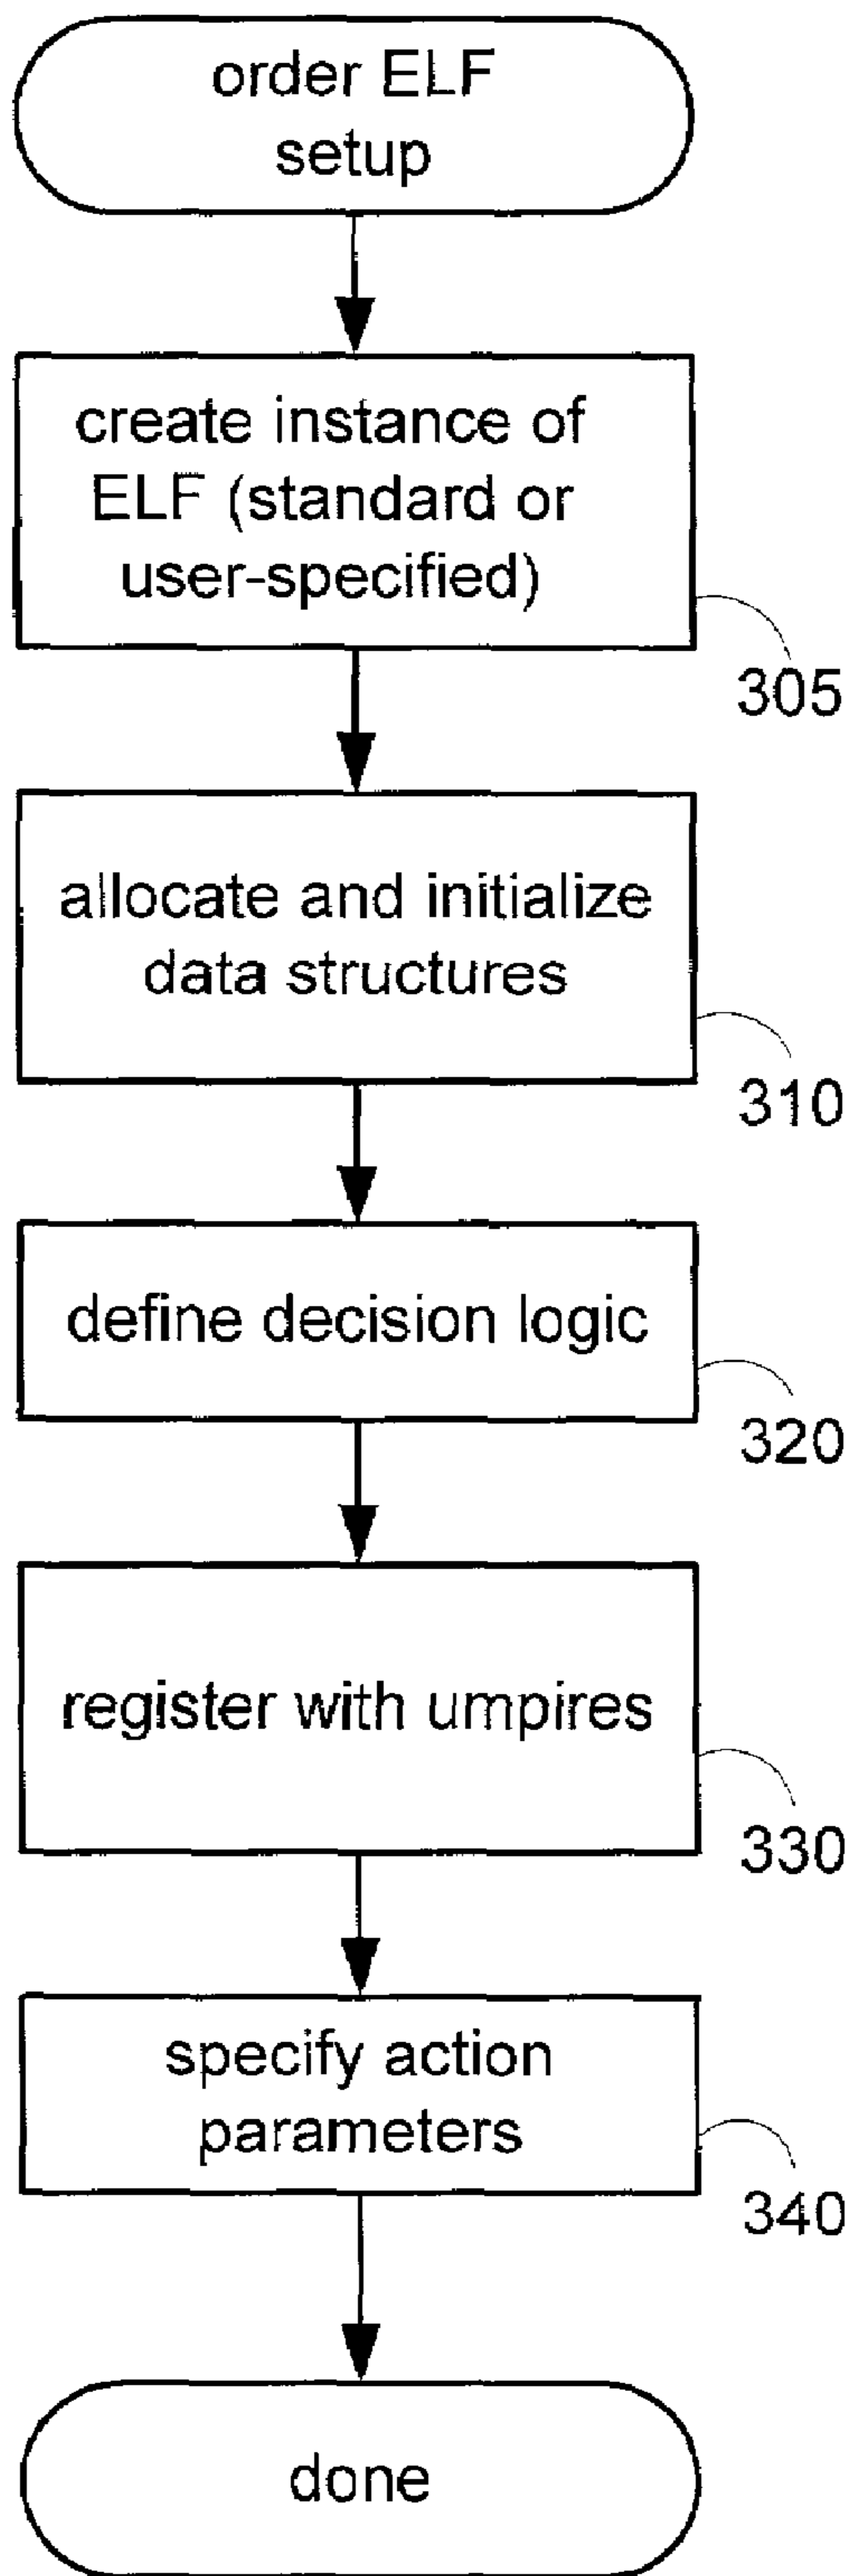 order ELF
setup
create instance of
ELF (standard or
user-specified)
305
allocate and initialize
data structures
310
define decision logic
320
register with umpires
330
specify action
parameters
340
done